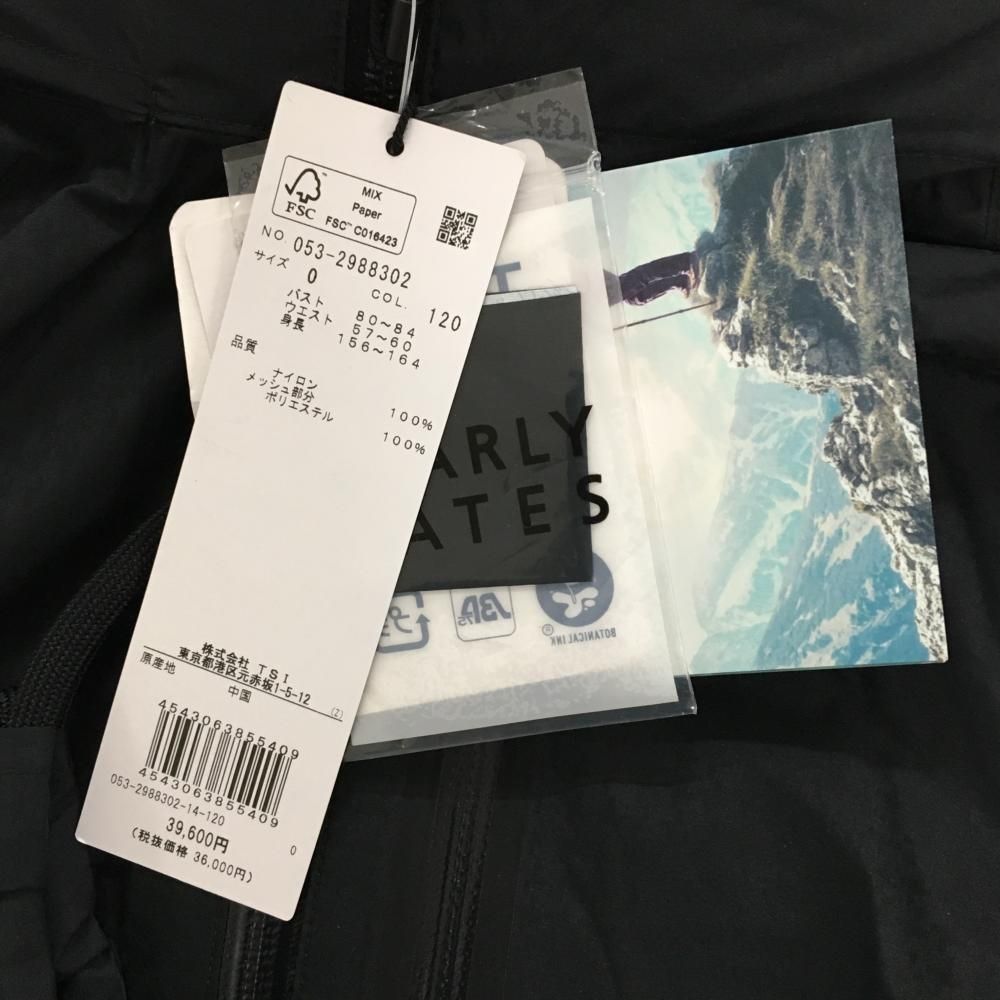 MIX
Paper
FSC™ C016423
FSC
NO. 053-2988302
サイズ
0
COL. 120
バスト 80~84
ウエスト 57~60
身長 156~164
品質
ナイロン 100%
メッシュ部分
ポリエステル 100%
株式会社 TSI
東京都港区元赤坂1-5-12
原産地
中国
(Z)
4543063855409
4543063855409
053-2988302-14-120
39,600円
0
(税抜価格 36,000円)
ARLY
ATES
BOTANICAL INK